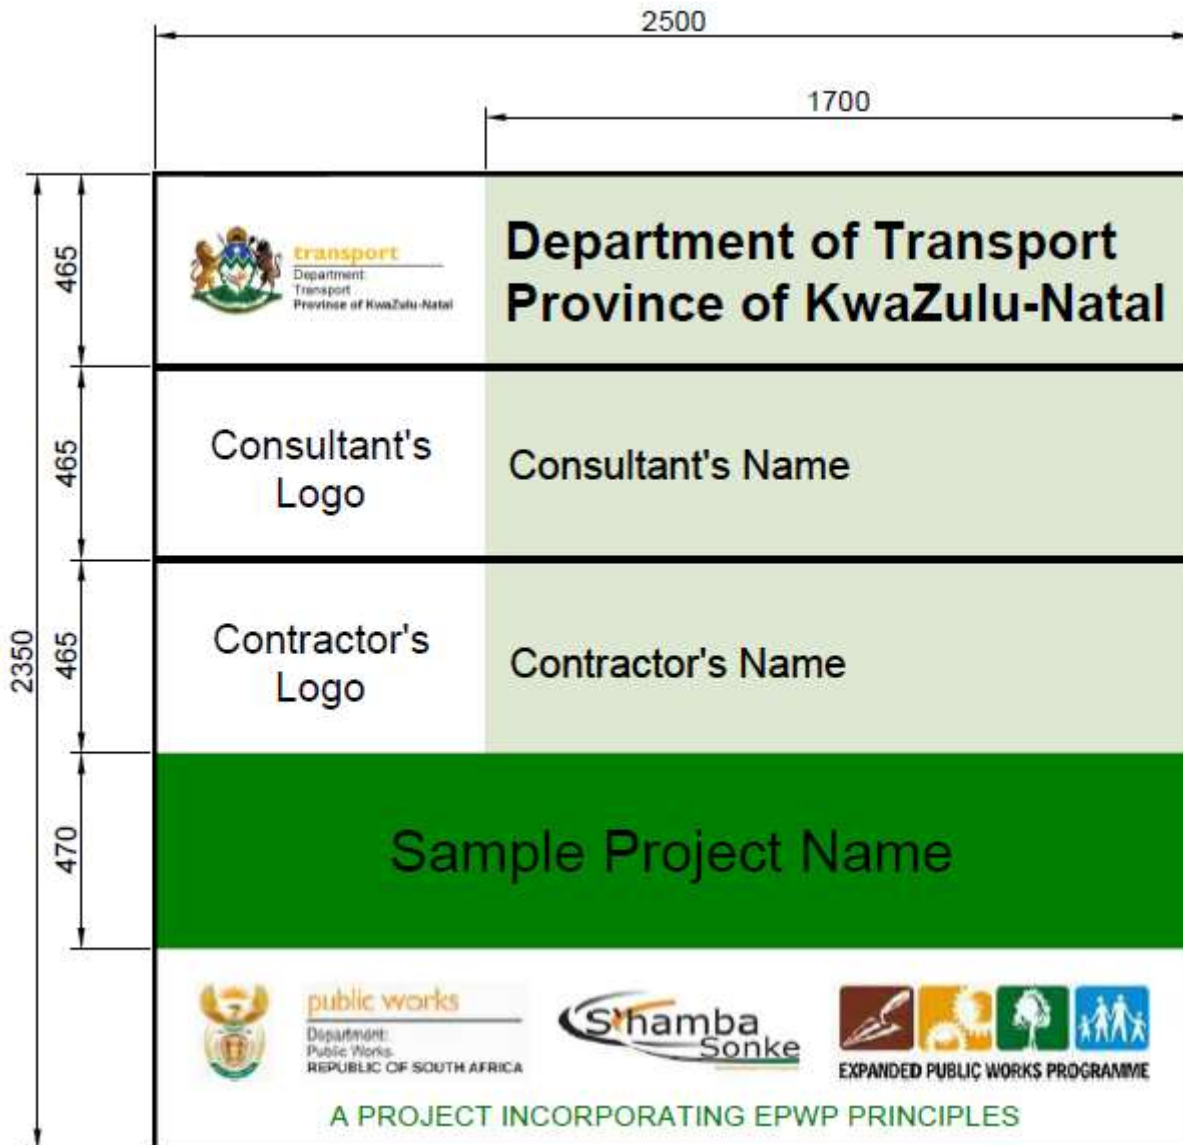 2500
1700
465
transport
Department:
Transport
Province of KwaZulu-Natal
Department of Transport
Province of KwaZulu-Natal
465
Consultant's
Logo
Consultant's Name
2350
465
Contractor's
Logo
Contractor's Name
470
Sample Project Name
public works
Department:
Public Works
REPUBLIC OF SOUTH AFRICA
S'hamba
Sonke
EXPANDED PUBLIC WORKS PROGRAMME
A PROJECT INCORPORATING EPWP PRINCIPLES